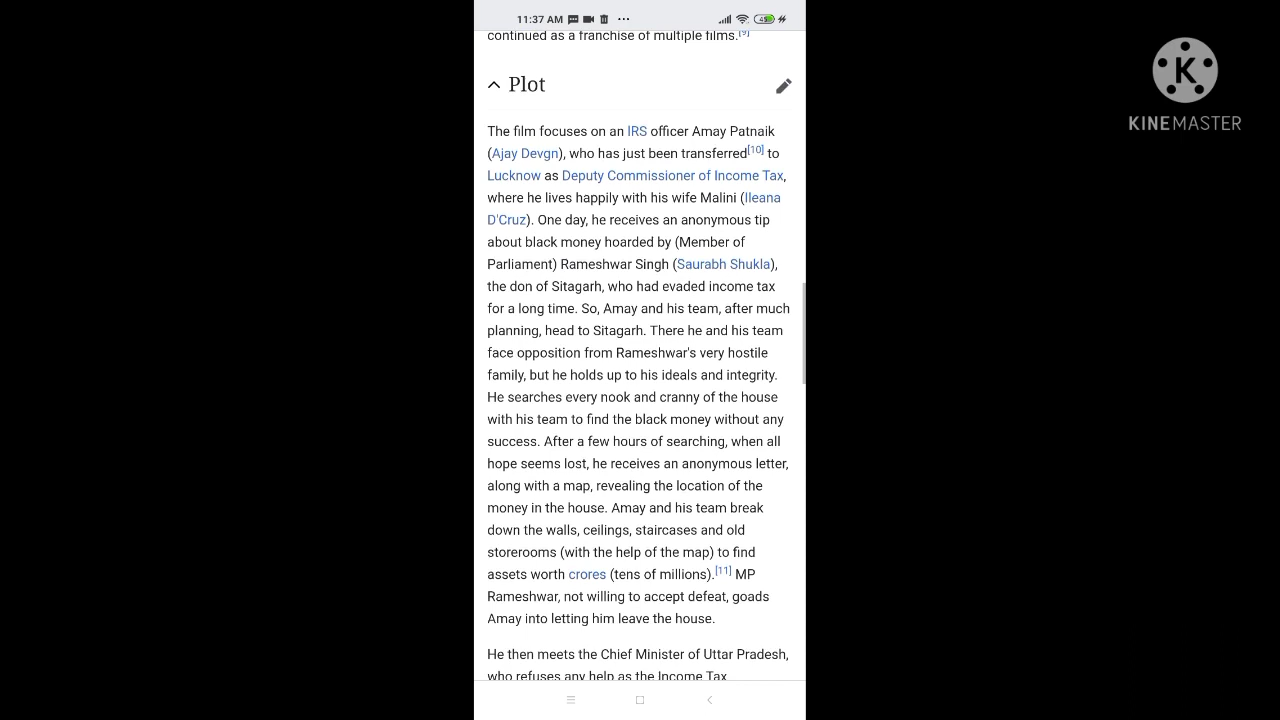 11:37 AM
continued as a franchise of multiple films.[9]
Plot
The film focuses on an IRS officer Amay Patnaik
(Ajay Devgn), who has just been transferred[10] to
Lucknow as Deputy Commissioner of Income Tax,
where he lives happily with his wife Malini (Ileana
D'Cruz). One day, he receives an anonymous tip
about black money hoarded by (Member of
Parliament) Rameshwar Singh (Saurabh Shukla),
the don of Sitagarh, who had evaded income tax
for a long time. So, Amay and his team, after much
planning, head to Sitagarh. There he and his team
face opposition from Rameshwar's very hostile
family, but he holds up to his ideals and integrity.
He searches every nook and cranny of the house
with his team to find the black money without any
success. After a few hours of searching, when all
hope seems lost, he receives an anonymous letter,
along with a map, revealing the location of the
money in the house. Amay and his team break
down the walls, ceilings, staircases and old
storerooms (with the help of the map) to find
assets worth crores (tens of millions).[11] MP
Rameshwar, not willing to accept defeat, goads
Amay into letting him leave the house.
He then meets the Chief Minister of Uttar Pradesh,
who refuses any help as the Income Tax
K
KINEMASTER